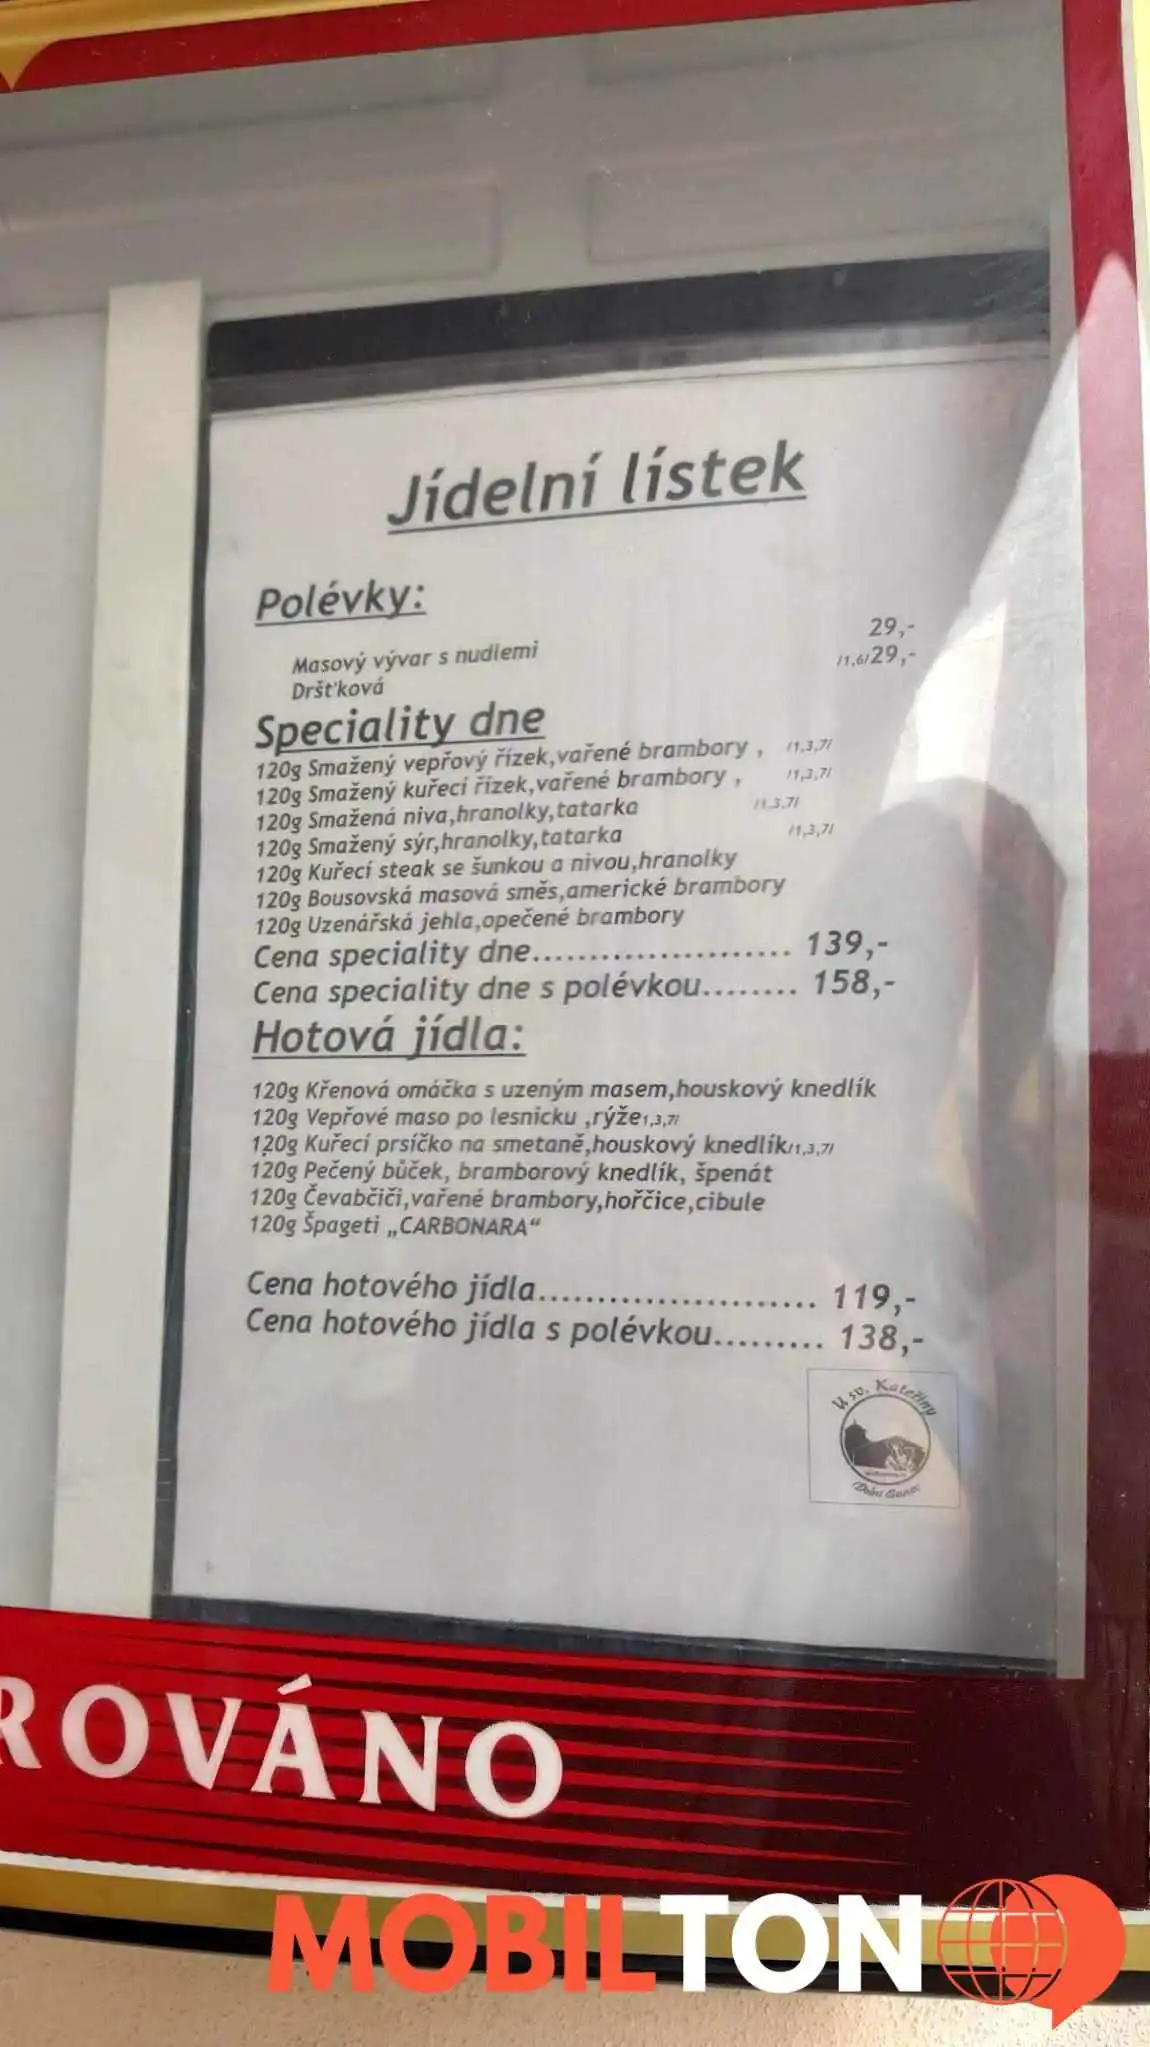 Jídelní lístek
Polévky:
29,-
Masový vývar s nudlemi /1,6/29,-
Dršťková
Speciality dne
120g Smažený vepřový řízek,vařené brambory , /1,3,7/
120g Smažený kuřecí řízek,vařené brambory , /1,3,7/
120g Smažená niva,hranolky,tatarka /1,3,7/
120g Smažený sýr,hranolky,tatarka /1,3,7/
120g Kuřecí steak se šunkou a nivou,hranolky
120g Bousovská masová směs,americké brambory
120g Uzenářská jehla,opečené brambory
Cena speciality dne...................... 139,-
Cena speciality dne s polévkou........ 158,-
Hotová jídla:
120g Křenová omáčka s uzeným masem,houskový knedlík
120g Vepřové maso po lesnicku ,rýže1,3,7/
120g Kuřecí prsíčko na smetaně,houskový knedlík/1,3,7/
120g Pečený bůček, bramborový knedlík, špenát
120g Čevabčiči,vařené brambory,hořčice,cibule
120g Špageti „CARBONARA“
Cena hotového jídla........................ 119,-
Cena hotového jídla s polévkou......... 138,-
U sv. Kateřiny
ROVÁNO
MOBILTON